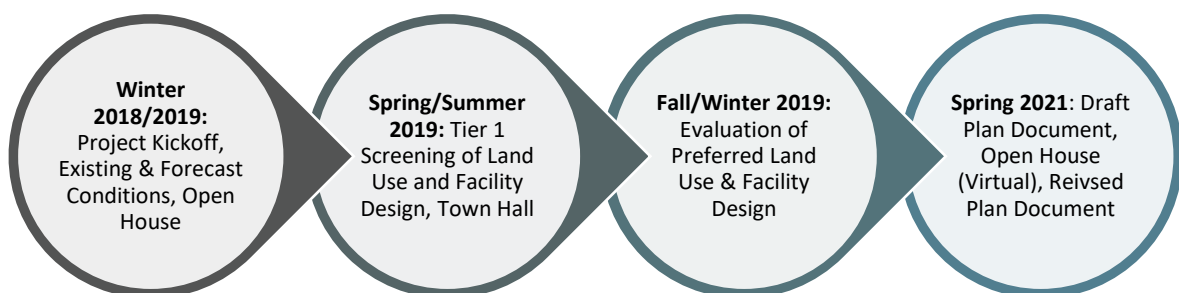 Winter
2018/2019:
Project Kickoff,
Existing & Forecast
Conditions, Open
House
Spring/Summer
2019: Tier 1
Screening of Land
Use and Facility
Design, Town Hall
Fall/Winter 2019:
Evaluation of
Preferred Land
Use & Facility
Design
Spring 2021: Draft
Plan Document,
Open House
(Virtual), Reivsed
Plan Document